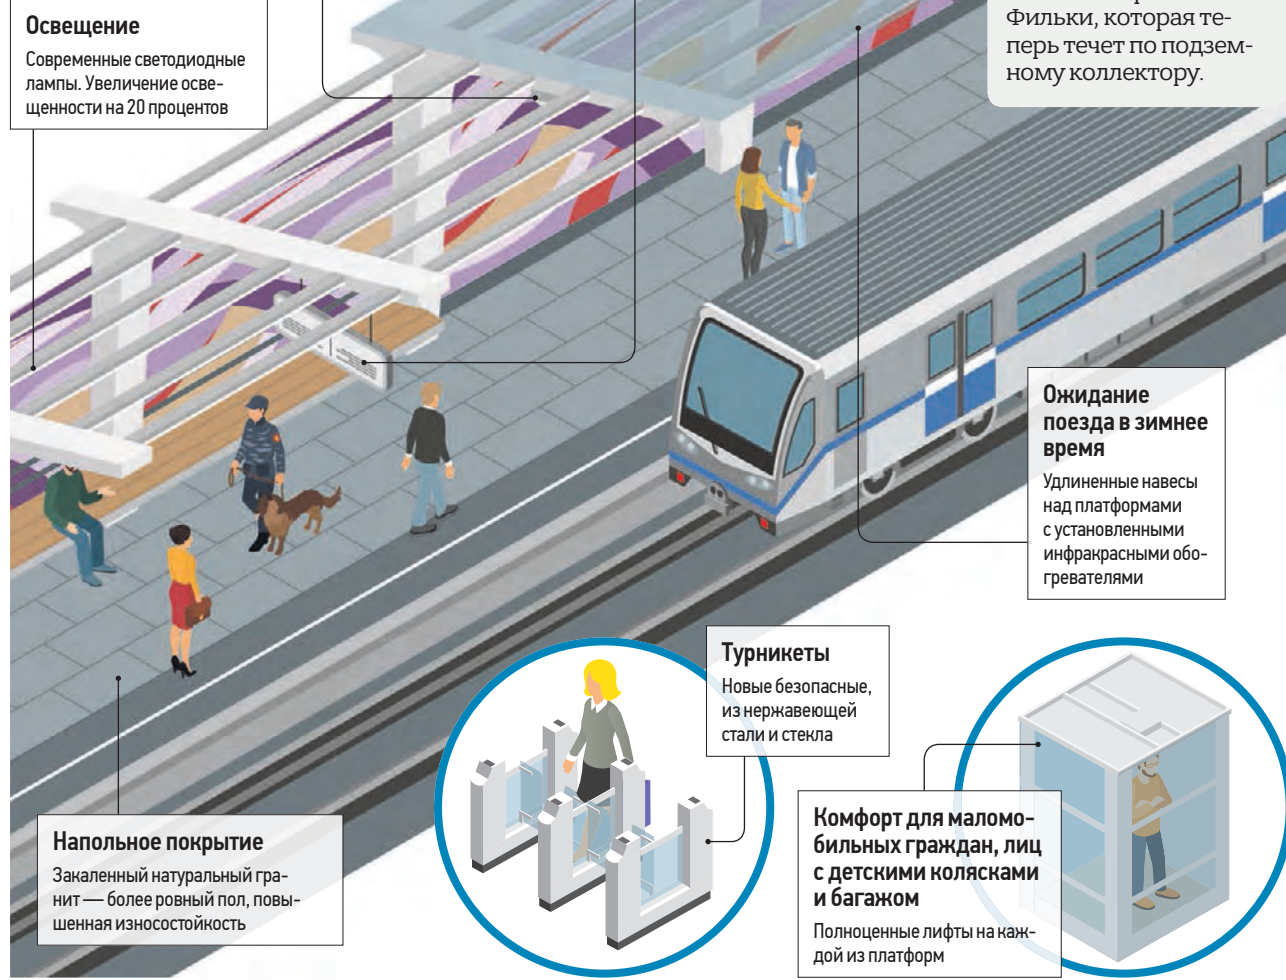 Освещение
Современные светодиодные
лампы. Увеличение осве-
щенности на 20 процентов
Фильки, которая те-
перь течет по подзем-
ному коллектору.
Ожидание
поезда в зимнее
время
Удлиненные навесы
над платформами
с установленными
инфракрасными обо-
гревателями
Турникеты
Новые безопасные,
из нержавеющей
стали и стекла
Напольное покрытие
Закаленный натуральный гра-
нит — более ровный пол, повы-
шенная износостойкость
Комфорт для маломо-
бильных граждан, лиц
с детскими колясками
и багажом
Полноценные лифты на каж-
дой из платформ